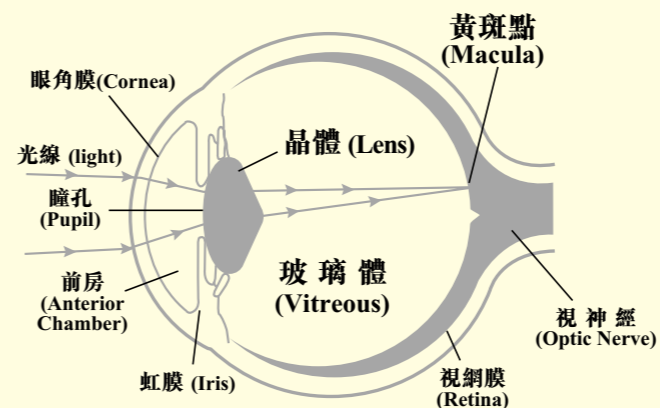 黃斑點
(Macula)
眼角膜(Cornea)
晶體 (Lens)
光線 (light)
瞳孔
(Pupil)
前房
(Anterior
Chamber)
玻 璃 體
(Vitreous)
視 神 經
(Optic Nerve)
虹膜 (Iris)
視網膜
(Retina)